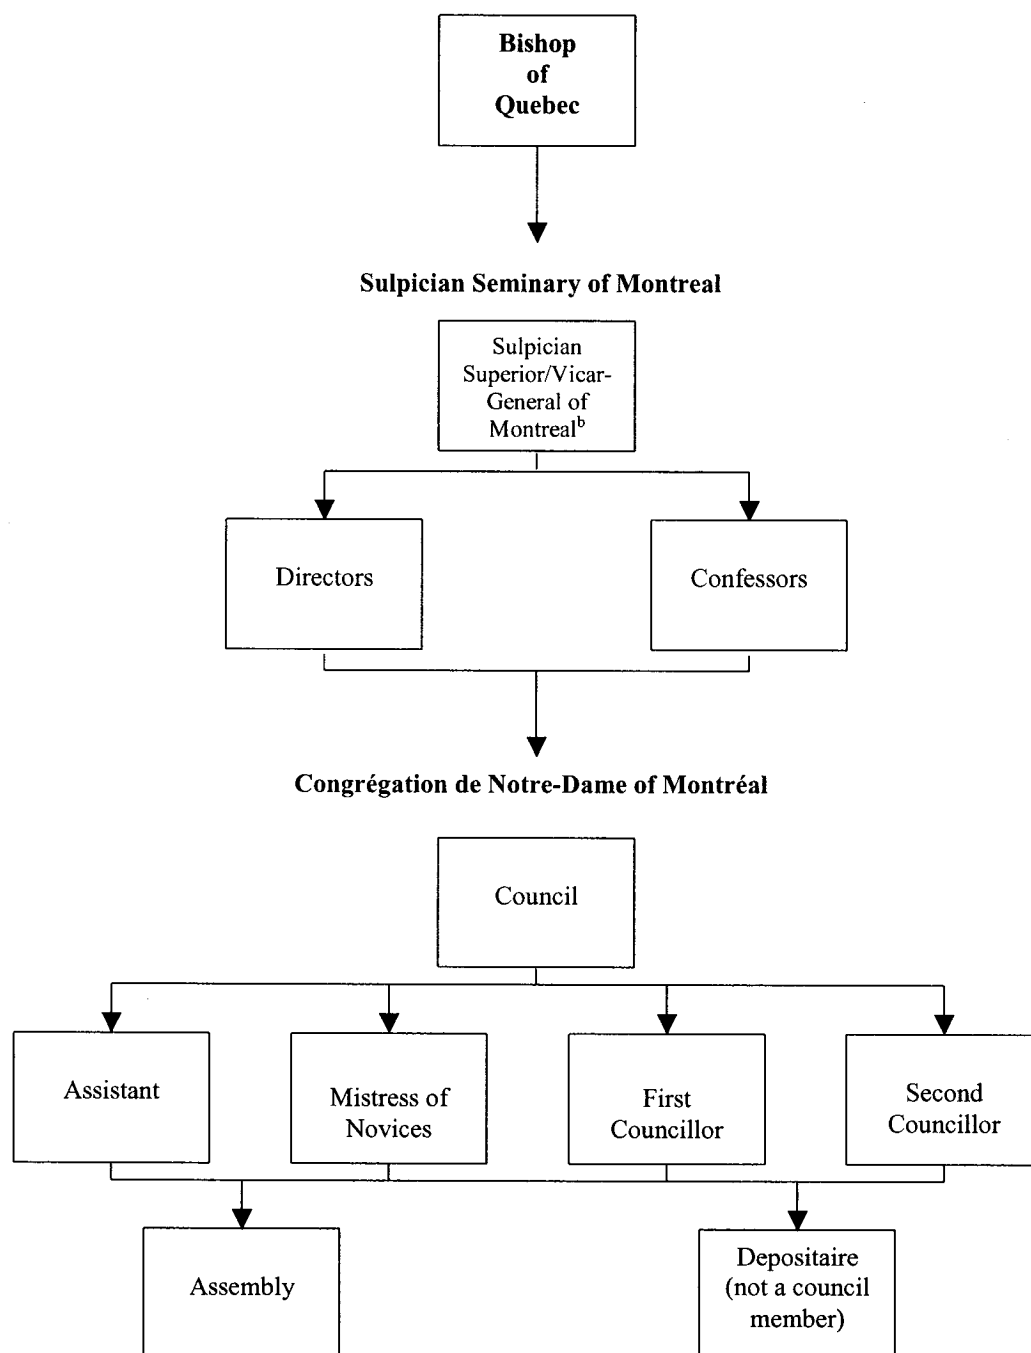 Bishop
of
Quebec
Sulpician Seminary of Montreal
Sulpician
Superior/Vicar-
General of
Montrealᵇ
Directors
Confessors
Congrégation de Notre-Dame of Montréal
Council
Assistant
Mistress of
Novices
First
Councillor
Second
Councillor
Assembly
Depositaire
(not a council
member)